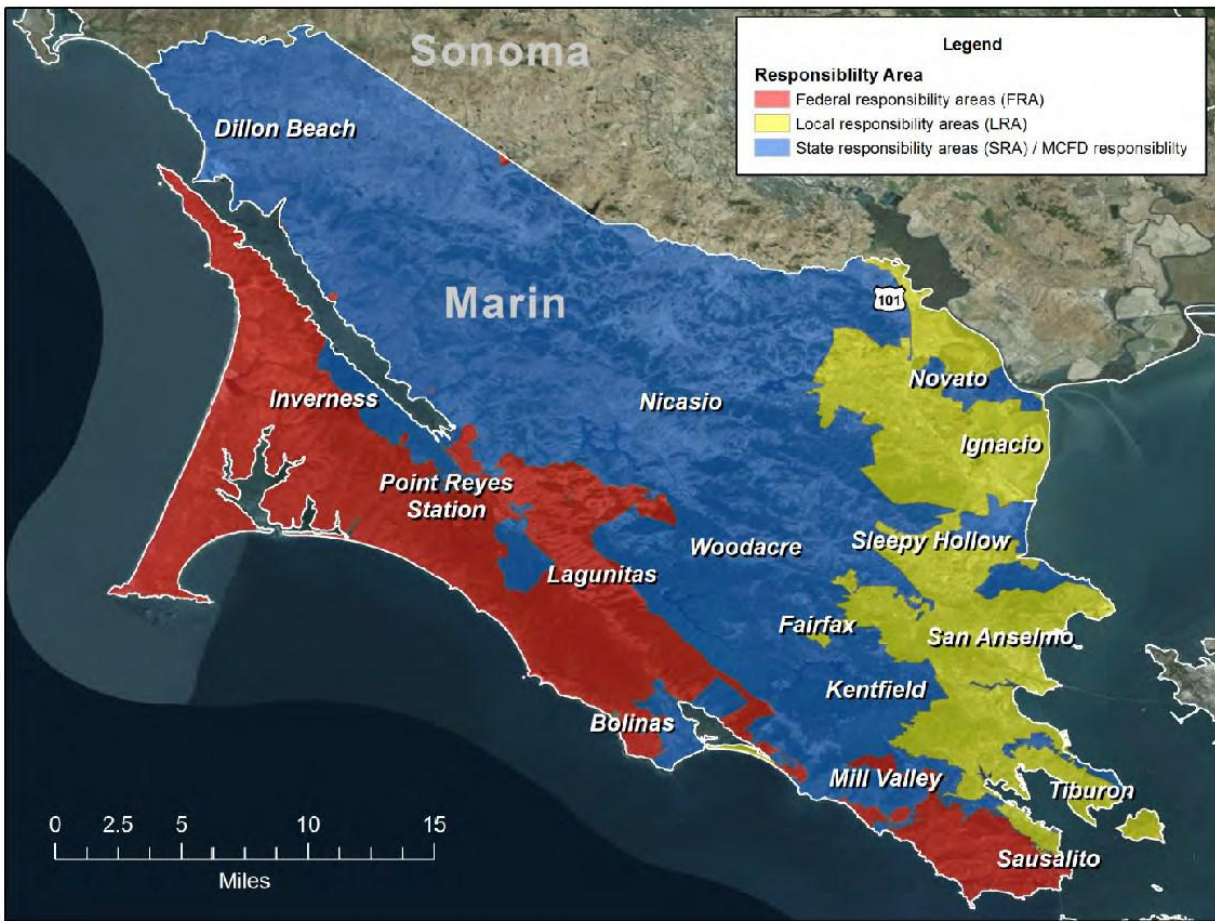 Sonoma
Legend
Responsiblilty Area
Federal responsibility areas (FRA)
Local responsibility areas (LRA)
State responsibility areas (SRA) / MCFD responsiblity
Dillon Beach
Marin
101
Novato
Inverness
Nicasio
Ignacio
Point Reyes
Station
Woodacre
Sleepy Hollow
Lagunitas
Fairfax
San Anselmo
Kentfield
Bolinas
Mill Valley
Tiburon
Sausalito
0 2.5 5 10 15
Miles